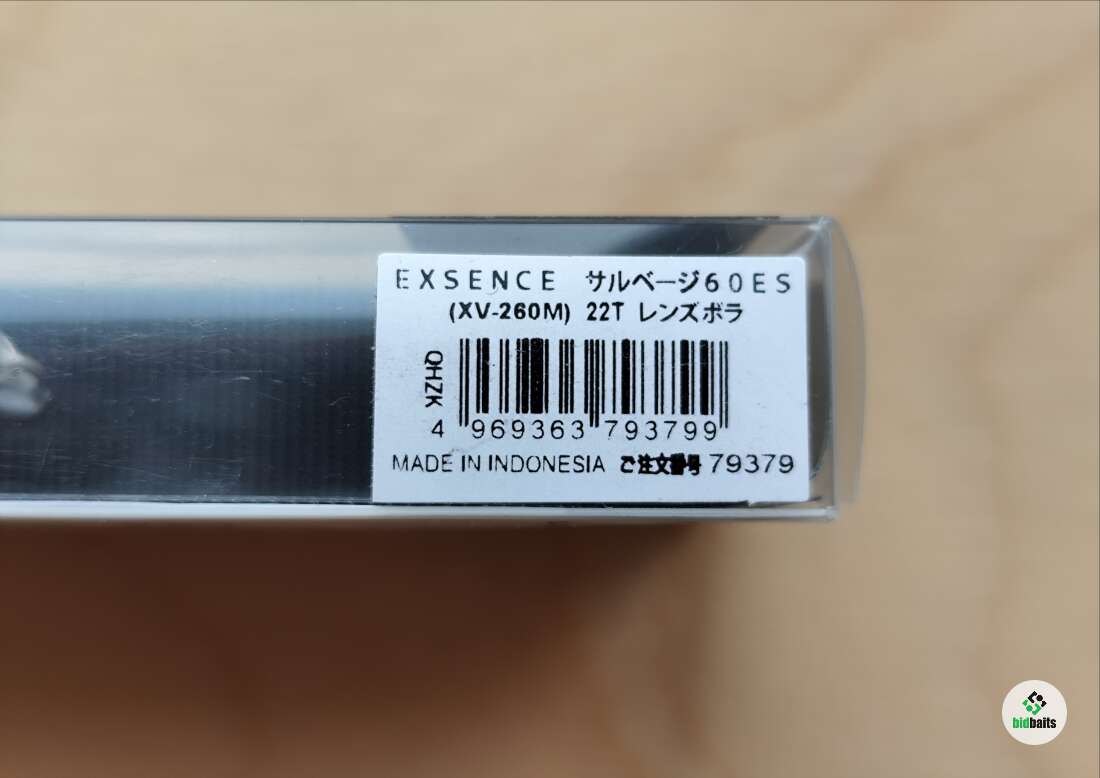 EXSENCE サルベージ60ES
(XV-260M) 22T レンズボラ
QHZK
4 969363 793799
MADE IN INDONESIA ご注文番号 79379
bidbaits